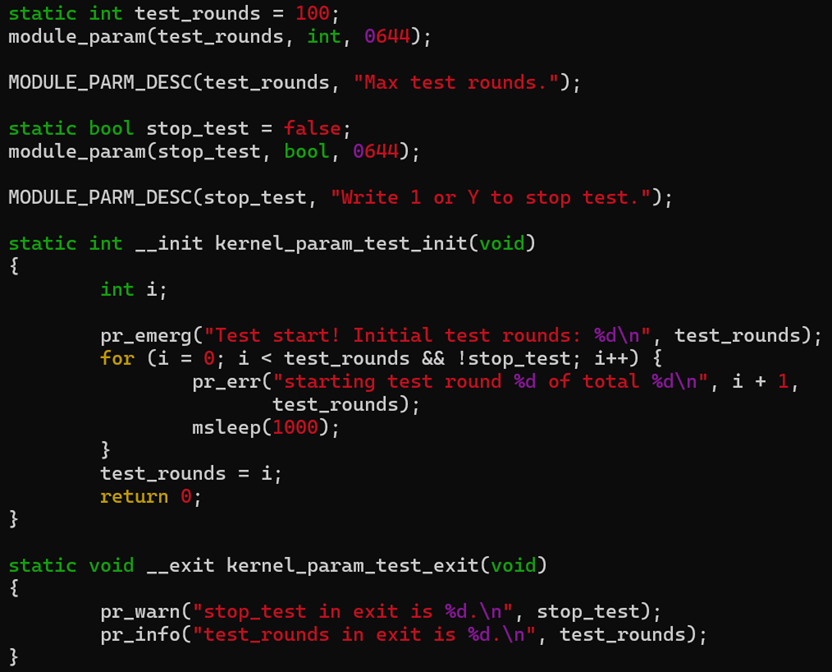 static int test_rounds = 100;
module_param(test_rounds, int, 0644);

MODULE_PARM_DESC(test_rounds, "Max test rounds.");

static bool stop_test = false;
module_param(stop_test, bool, 0644);

MODULE_PARM_DESC(stop_test, "Write 1 or Y to stop test.");

static int __init kernel_param_test_init(void)
{
        int i;

        pr_emerg("Test start! Initial test rounds: %d\n", test_rounds);
        for (i = 0; i < test_rounds && !stop_test; i++) {
                pr_err("starting test round %d of total %d\n", i + 1,
                       test_rounds);
                msleep(1000);
        }
        test_rounds = i;
        return 0;
}

static void __exit kernel_param_test_exit(void)
{
        pr_warn("stop_test in exit is %d.\n", stop_test);
        pr_info("test_rounds in exit is %d.\n", test_rounds);
}